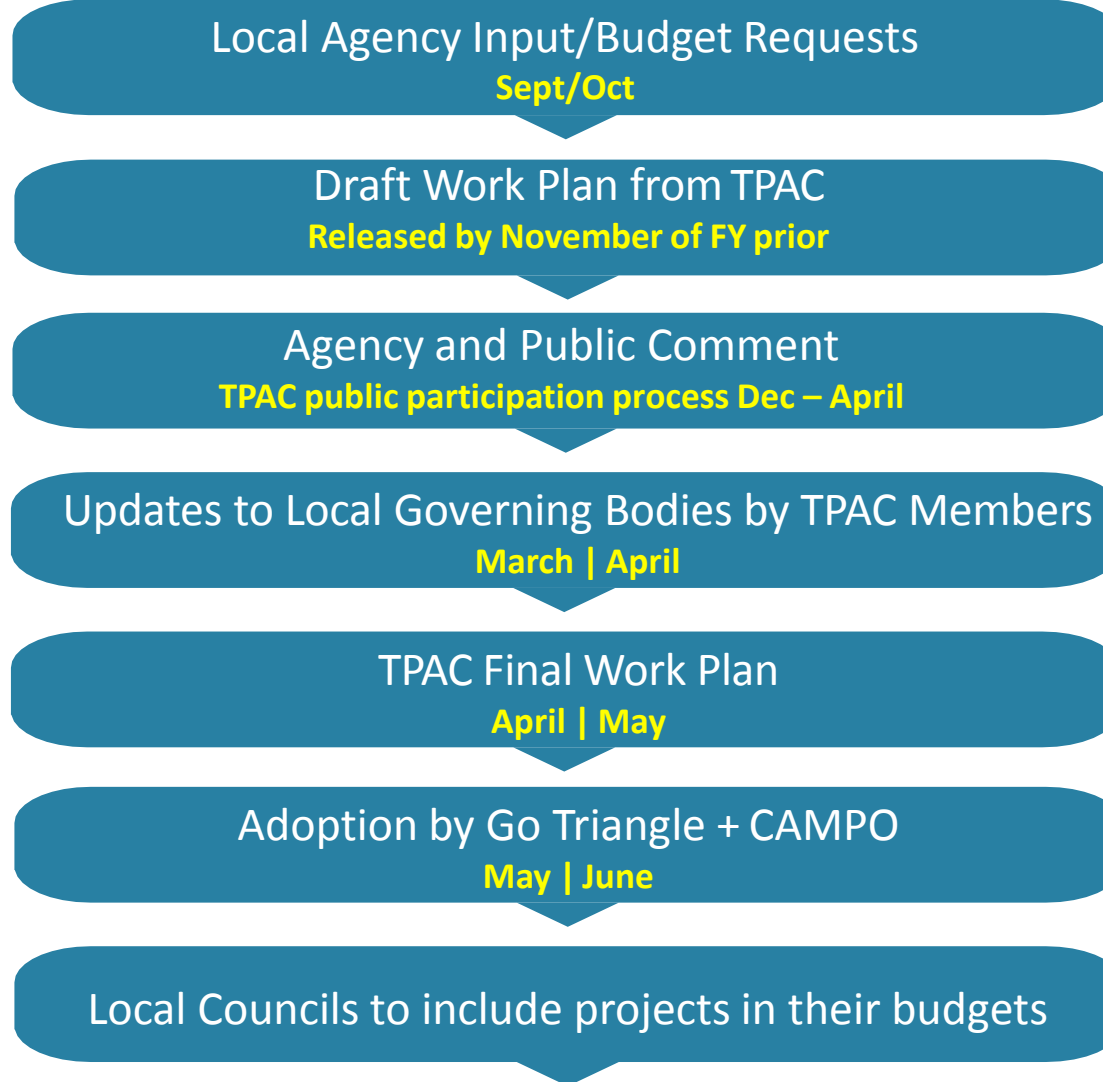 Local Agency Input/Budget Requests
Sept/Oct
Draft Work Plan from TPAC
Released by November of FY prior
Agency and Public Comment
TPAC public participation process Dec – April
Updates to Local Governing Bodies by TPAC Members
March | April
TPAC Final Work Plan
April | May
Adoption by Go Triangle + CAMPO
May | June
Local Councils to include projects in their budgets